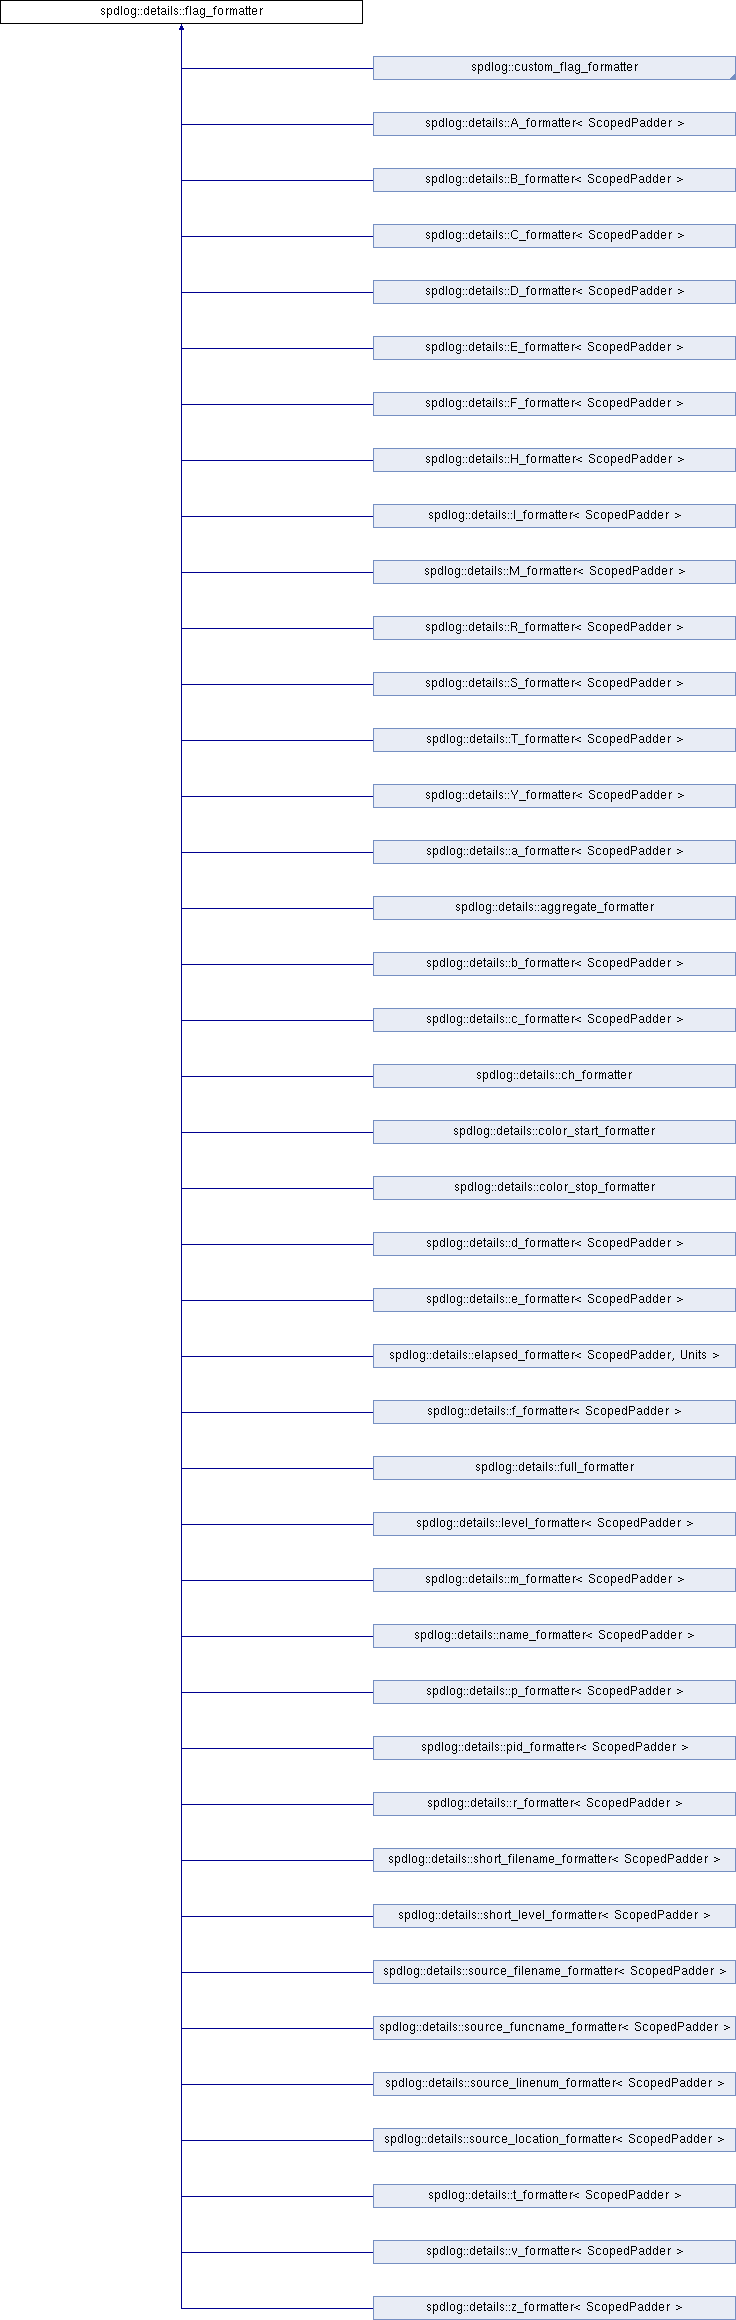 spdlog::details::flag_formatter
spdlog::custom_flag_formatter
spdlog::details::A_formatter< ScopedPadder >
spdlog::details::B_formatter< ScopedPadder >
spdlog::details::C_formatter< ScopedPadder >
spdlog::details::D_formatter< ScopedPadder >
spdlog::details::E_formatter< ScopedPadder >
spdlog::details::F_formatter< ScopedPadder >
spdlog::details::H_formatter< ScopedPadder >
spdlog::details::I_formatter< ScopedPadder >
spdlog::details::M_formatter< ScopedPadder >
spdlog::details::R_formatter< ScopedPadder >
spdlog::details::S_formatter< ScopedPadder >
spdlog::details::T_formatter< ScopedPadder >
spdlog::details::Y_formatter< ScopedPadder >
spdlog::details::a_formatter< ScopedPadder >
spdlog::details::aggregate_formatter
spdlog::details::b_formatter< ScopedPadder >
spdlog::details::c_formatter< ScopedPadder >
spdlog::details::ch_formatter
spdlog::details::color_start_formatter
spdlog::details::color_stop_formatter
spdlog::details::d_formatter< ScopedPadder >
spdlog::details::e_formatter< ScopedPadder >
spdlog::details::elapsed_formatter< ScopedPadder, Units >
spdlog::details::f_formatter< ScopedPadder >
spdlog::details::full_formatter
spdlog::details::level_formatter< ScopedPadder >
spdlog::details::m_formatter< ScopedPadder >
spdlog::details::name_formatter< ScopedPadder >
spdlog::details::p_formatter< ScopedPadder >
spdlog::details::pid_formatter< ScopedPadder >
spdlog::details::r_formatter< ScopedPadder >
spdlog::details::short_filename_formatter< ScopedPadder >
spdlog::details::short_level_formatter< ScopedPadder >
spdlog::details::source_filename_formatter< ScopedPadder >
spdlog::details::source_funcname_formatter< ScopedPadder >
spdlog::details::source_linenum_formatter< ScopedPadder >
spdlog::details::source_location_formatter< ScopedPadder >
spdlog::details::t_formatter< ScopedPadder >
spdlog::details::v_formatter< ScopedPadder >
spdlog::details::z_formatter< ScopedPadder >